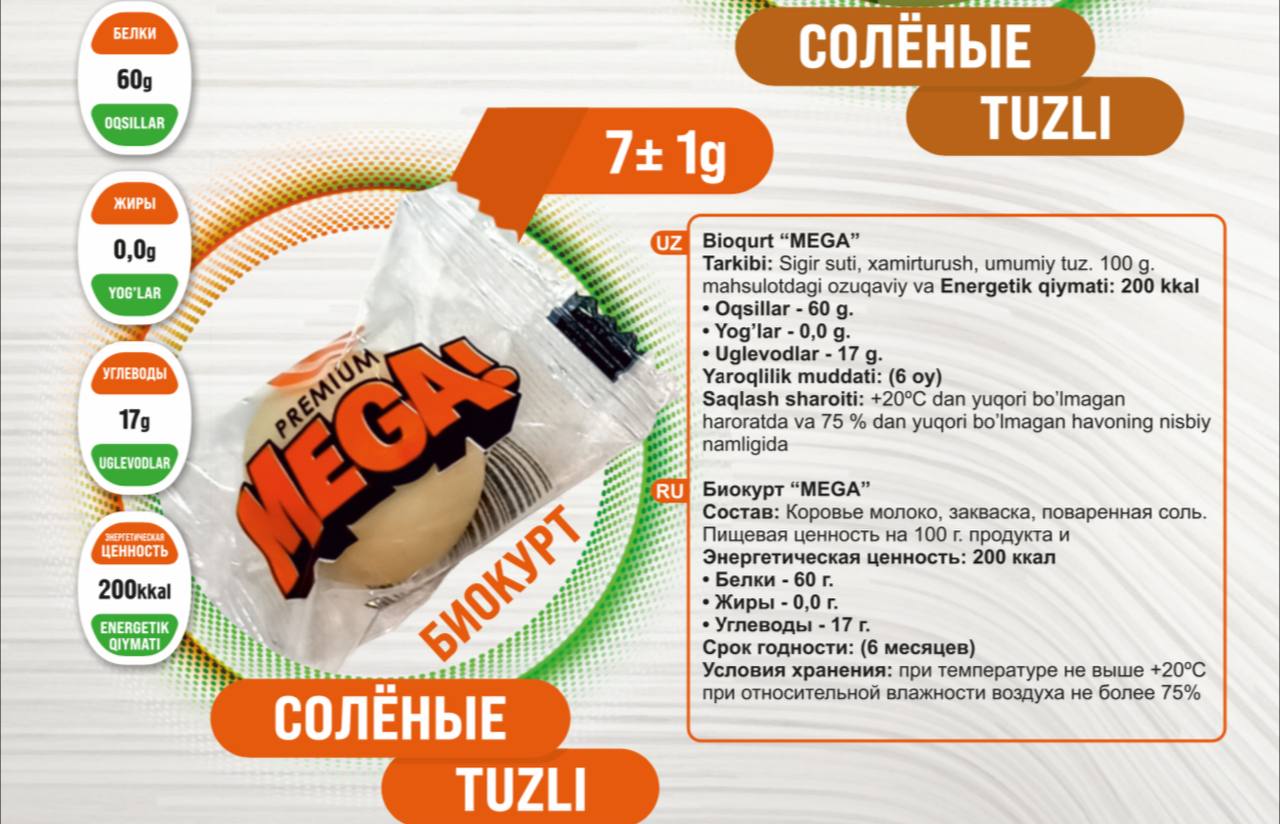 БЕЛКИ
60g
OQSILLAR
ЖИРЫ
0,0g
YOG'LAR
УГЛЕВОДЫ
17g
UGLEVODLAR
ЭНЕРГЕТИЧЕСКАЯ
ЦЕННОСТЬ
200kkal
ENERGETIK
QIYMATI
СОЛЁНЫЕ
TUZLI
7± 1g
PREMIUM
MEGA!
БИОКУРТ
СОЛЁНЫЕ
TUZLI
UZ
Bioqurt “MEGA”
Tarkibi: Sigir suti, xamirturush, umumiy tuz. 100 g.
mahsulotdagi ozuqaviy va Energetik qiymati: 200 kkal
• Oqsillar - 60 g.
• Yog’lar - 0,0 g.
• Uglevodlar - 17 g.
Yaroqlilik muddati: (6 oy)
Saqlash sharoiti: +20ºC dan yuqori bo’lmagan
haroratda va 75 % dan yuqori bo’lmagan havoning nisbiy
namligida
RU
Биокурт “MEGA”
Состав: Коровье молоко, закваска, поваренная соль.
Пищевая ценность на 100 г. продукта и
Энергетическая ценность: 200 ккал
• Белки - 60 г.
• Жиры - 0,0 г.
• Углеводы - 17 г.
Срок годности: (6 месяцев)
Условия хранения: при температуре не выше +20ºC
при относительной влажности воздуха не более 75%